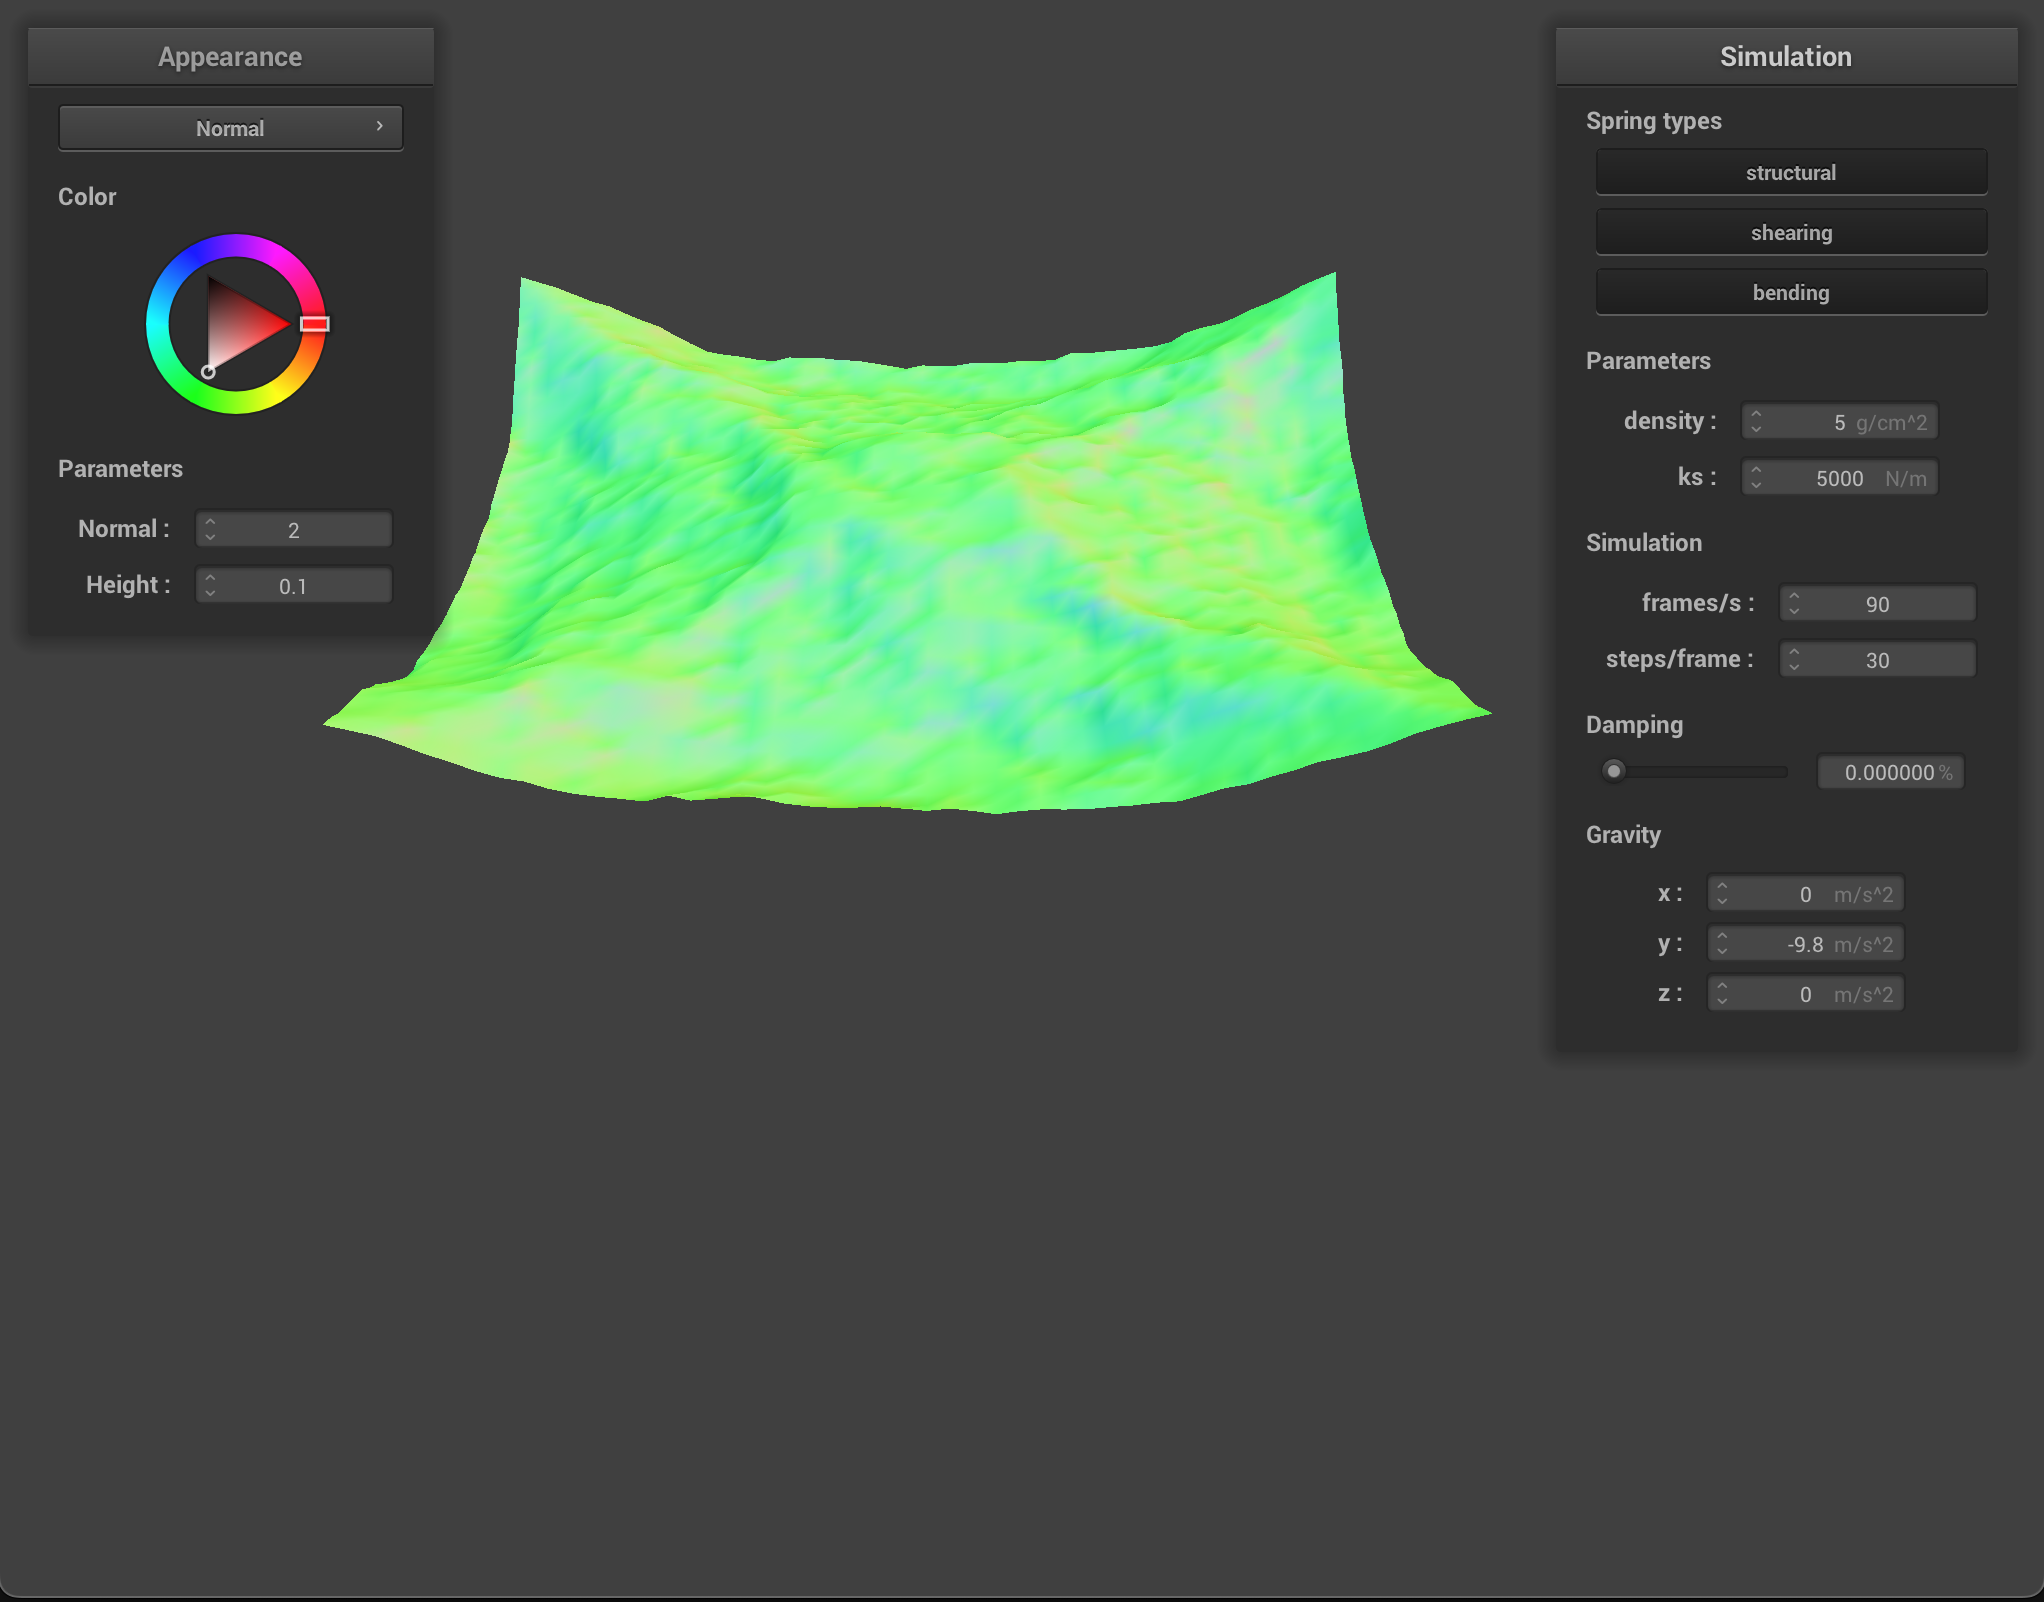 Appearance
Normal
Color
Parameters
Normal : 2
Height : 0.1
Simulation
Spring types
structural
shearing
bending
Parameters
density : 5 g/cm^2
ks : 5000 N/m
Simulation
frames/s : 90
steps/frame : 30
Damping
0.000000 %
Gravity
x : 0 m/s^2
y : -9.8 m/s^2
z : 0 m/s^2